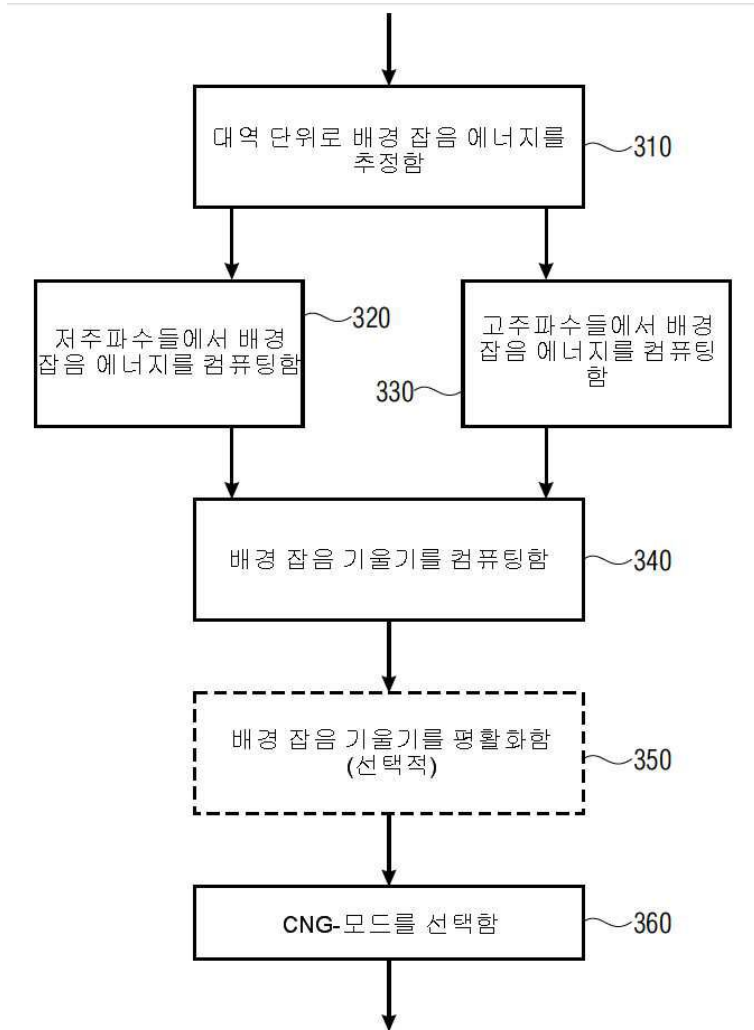 대역 단위로 배경 잡음 에너지를
추정함
310
저주파수들에서 배경
잡음 에너지를 컴퓨팅함
320
고주파수들에서 배경
잡음 에너지를 컴퓨팅
함
330
배경 잡음 기울기를 컴퓨팅함
340
배경 잡음 기울기를 평활화함
(선택적)
350
CNG-모드를 선택함
360